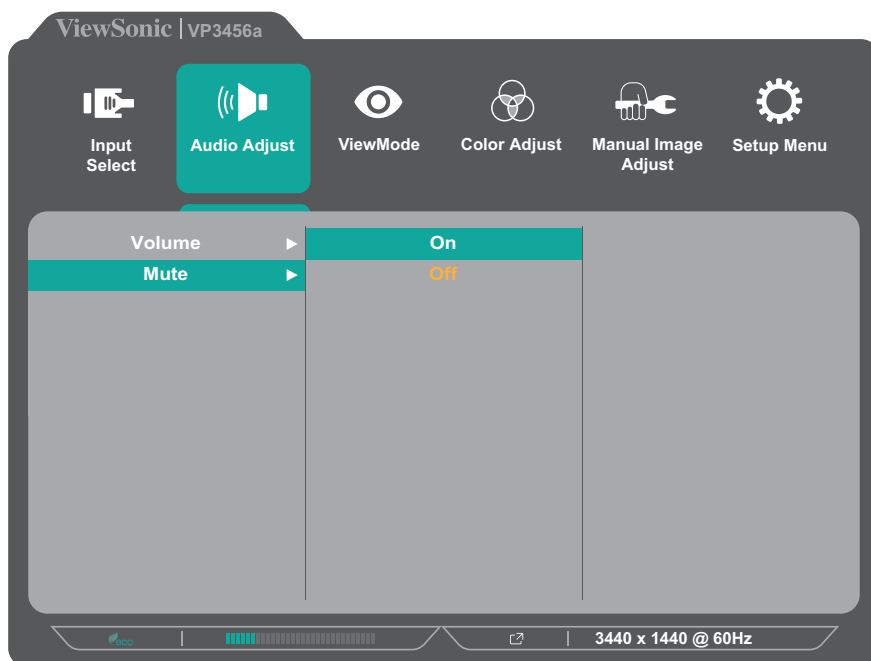 ViewSonic | VP3456a
Input
Select
Audio Adjust
ViewMode
Color Adjust
Manual Image
Adjust
Setup Menu
Volume
On
Mute
Off
eco
3440 x 1440 @ 60Hz